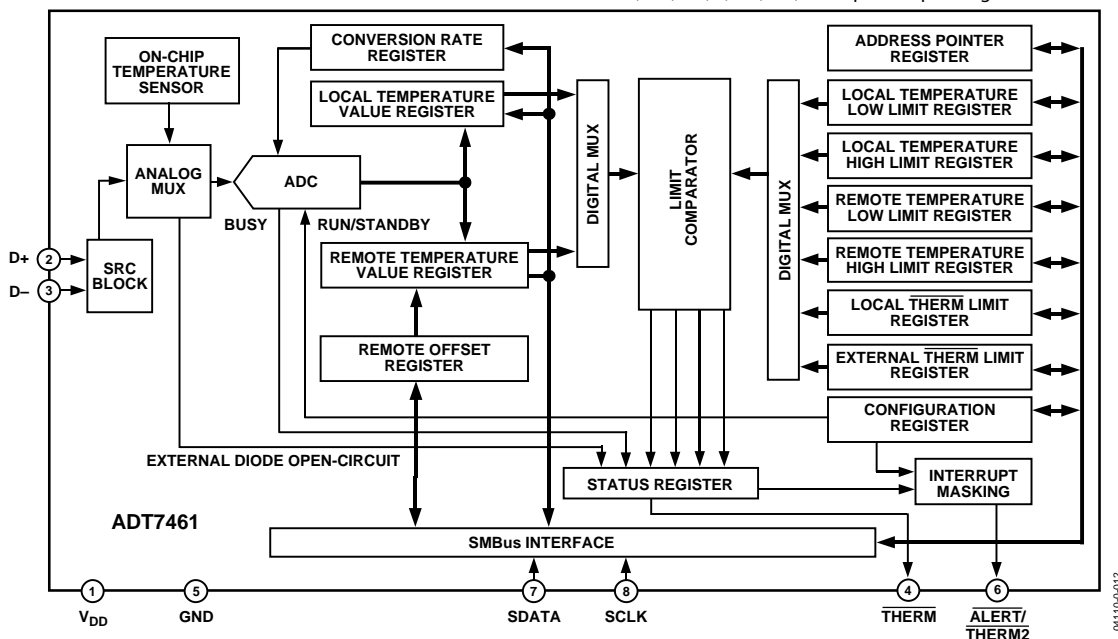 ON-CHIP
TEMPERATURE
SENSOR
CONVERSION RATE
REGISTER
LOCAL TEMPERATURE
VALUE REGISTER
ADDRESS POINTER
REGISTER
LOCAL TEMPERATURE
LOW LIMIT REGISTER
ANALOG
MUX
ADC
BUSY
RUN/STANDBY
DIGITAL MUX
LIMIT
COMPARATOR
DIGITAL MUX
LOCAL TEMPERATURE
HIGH LIMIT REGISTER
REMOTE TEMPERATURE
LOW LIMIT REGISTER
D+
2
D–
3
SRC
BLOCK
REMOTE TEMPERATURE
VALUE REGISTER
REMOTE TEMPERATURE
HIGH LIMIT REGISTER
LOCAL THERM LIMIT
REGISTER
REMOTE OFFSET
REGISTER
EXTERNAL THERM LIMIT
REGISTER
CONFIGURATION
REGISTER
EXTERNAL DIODE OPEN-CIRCUIT
STATUS REGISTER
INTERRUPT
MASKING
ADT7461
SMBus INTERFACE
1
5
7
8
4
6
VDD
GND
SDATA
SCLK
THERM
ALERT/
THERM2